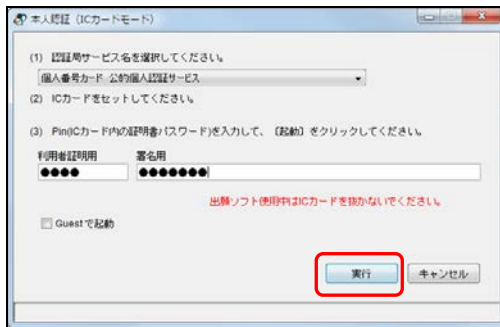 本人認証（ICカードモード）
(1) 認証局サービス名を選択してください。
個人番号カード 公的個人認証サービス
(2) ICカードをセットしてください。
(3) Pin(ICカード内の証明書パスワード)を入力して、〔起動〕をクリックしてください。
利用者証明用 署名用
●●●● ●●●●●●●
出願ソフト使用中はICカードを抜かないでください。
Guestで起動
実行 キャンセル